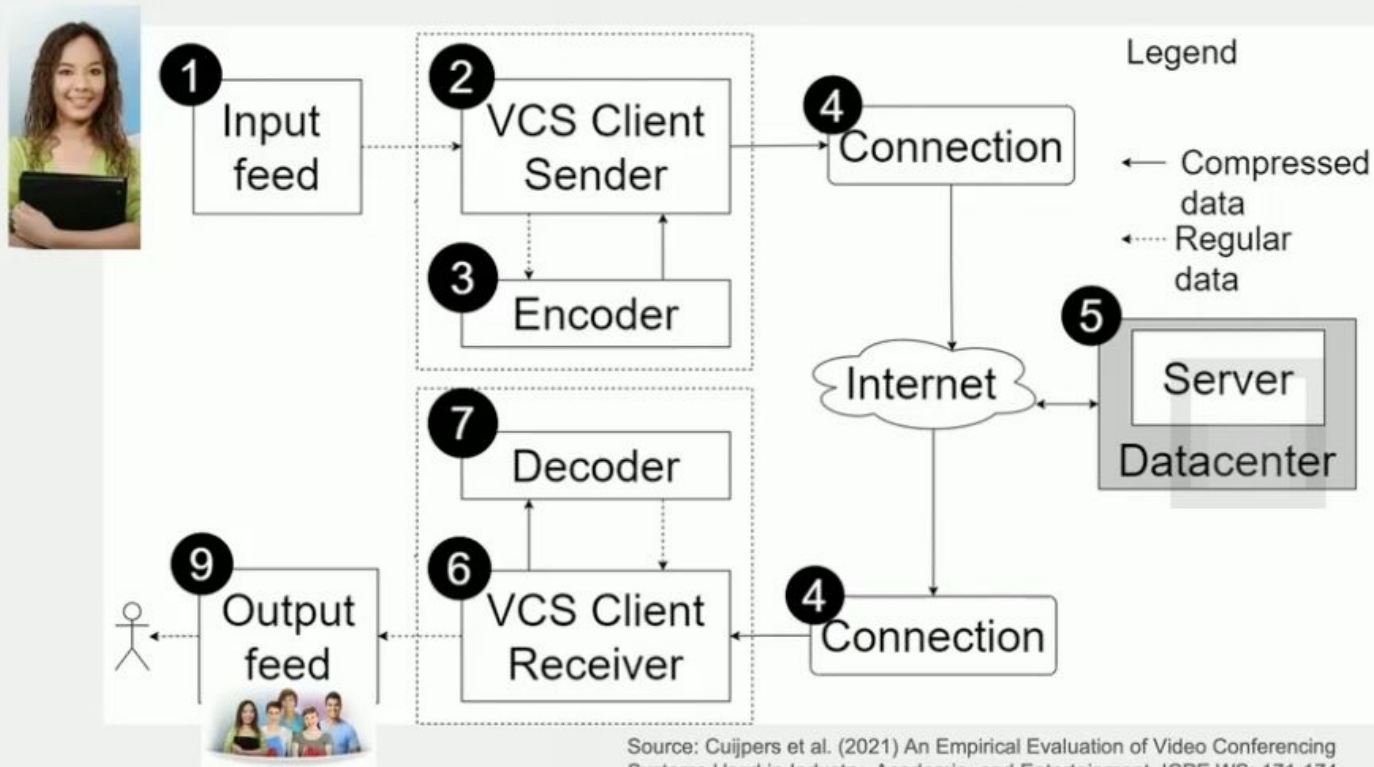 1
Input
feed
2
VCS Client
Sender
3
Encoder
4
Connection
Legend
Compressed
data
Regular
data
Internet
5
Server
Datacenter
7
Decoder
6
VCS Client
Receiver
4
Connection
9
Output
feed
Source: Cuijpers et al. (2021) An Empirical Evaluation of Video Conferencing